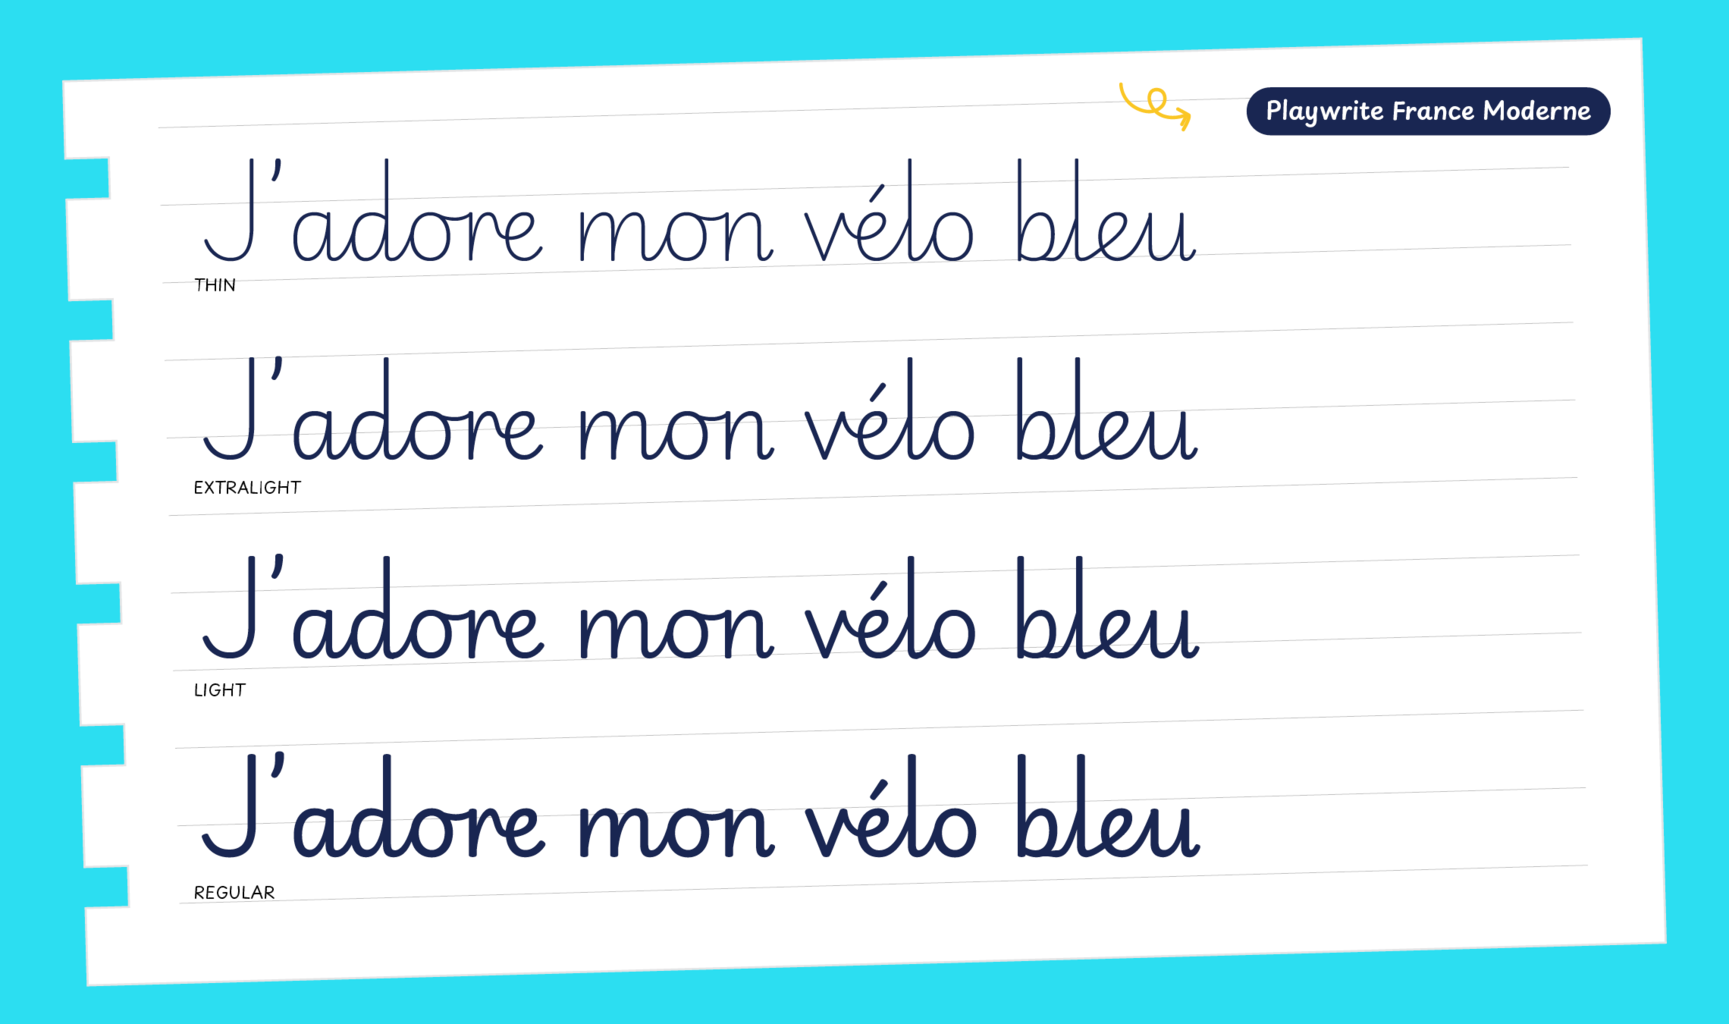 Playwrite France Moderne
J’adore mon vélo bleu
THIN
J’adore mon vélo bleu
EXTRALIGHT
J’adore mon vélo bleu
LIGHT
J’adore mon vélo bleu
REGULAR